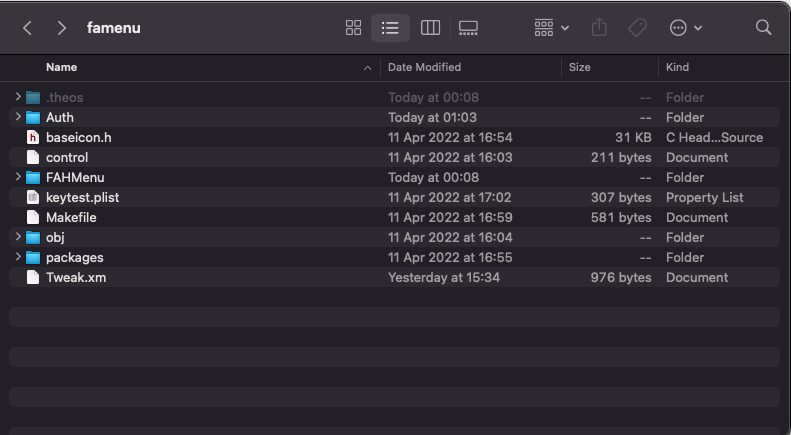 famenu
Name Date Modified Size Kind
.theos Today at 00:08 -- Folder
Auth Today at 01:03 -- Folder
h baseicon.h 11 Apr 2022 at 16:54 31 KB C Head...Source
control 11 Apr 2022 at 16:03 211 bytes Document
FAHMenu Today at 00:08 -- Folder
keytest.plist 11 Apr 2022 at 17:02 307 bytes Property List
Makefile 11 Apr 2022 at 16:59 581 bytes Document
obj 11 Apr 2022 at 16:04 -- Folder
packages 11 Apr 2022 at 16:55 -- Folder
Tweak.xm Yesterday at 15:34 976 bytes Document